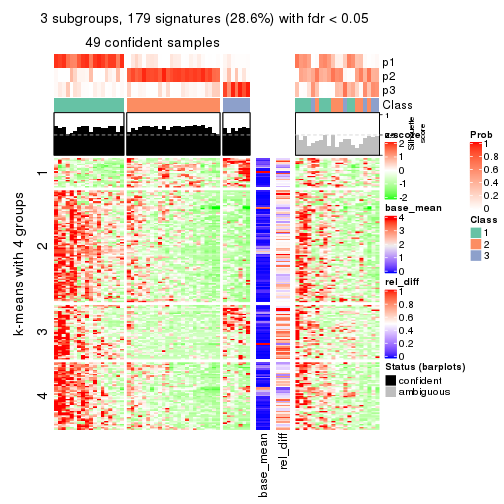 3 subgroups, 179 signatures (28.6%) with fdr < 0.05
49 confident samples
p1
p2
p3
Class
1
Silhouette
score
k-means with 4 groups
1
2
3
4
base_mean
rel_diff
z-score
2
1
0
-1
-2
base_mean
4
3
2
1
0
rel_diff
1
0.8
0.6
0.4
0.2
0
Status (barplots)
confident
ambiguous
Prob
1
0.8
0.6
0.4
0.2
0
Class
1
2
3